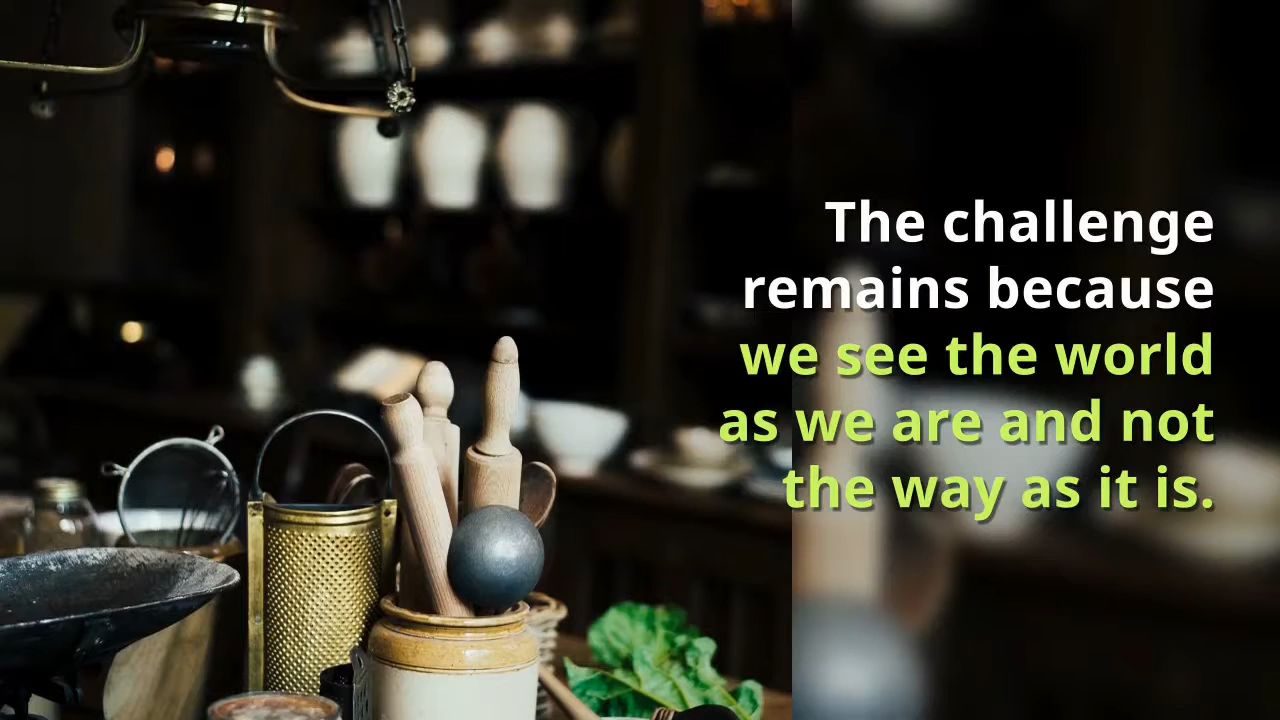 The challenge
remains because
we see the world
as we are and not
the way as it is.